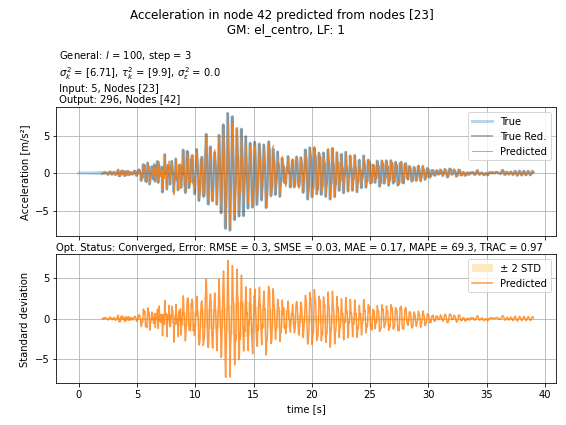 Acceleration in node 42 predicted from nodes [23]
GM: el_centro, LF: 1
General: l = 100, step = 3
σ²ₖ = [6.71], τ²ₖ = [9.9], σ²ε = 0.0
Input: 5, Nodes [23]
Output: 296, Nodes [42]
Acceleration [m/s²]
5
0
−5
True
True Red.
Predicted
Opt. Status: Converged, Error: RMSE = 0.3, SMSE = 0.03, MAE = 0.17, MAPE = 69.3, TRAC = 0.97
Standard deviation
5
0
−5
± 2 STD
Predicted
0 5 10 15 20 25 30 35 40
time [s]